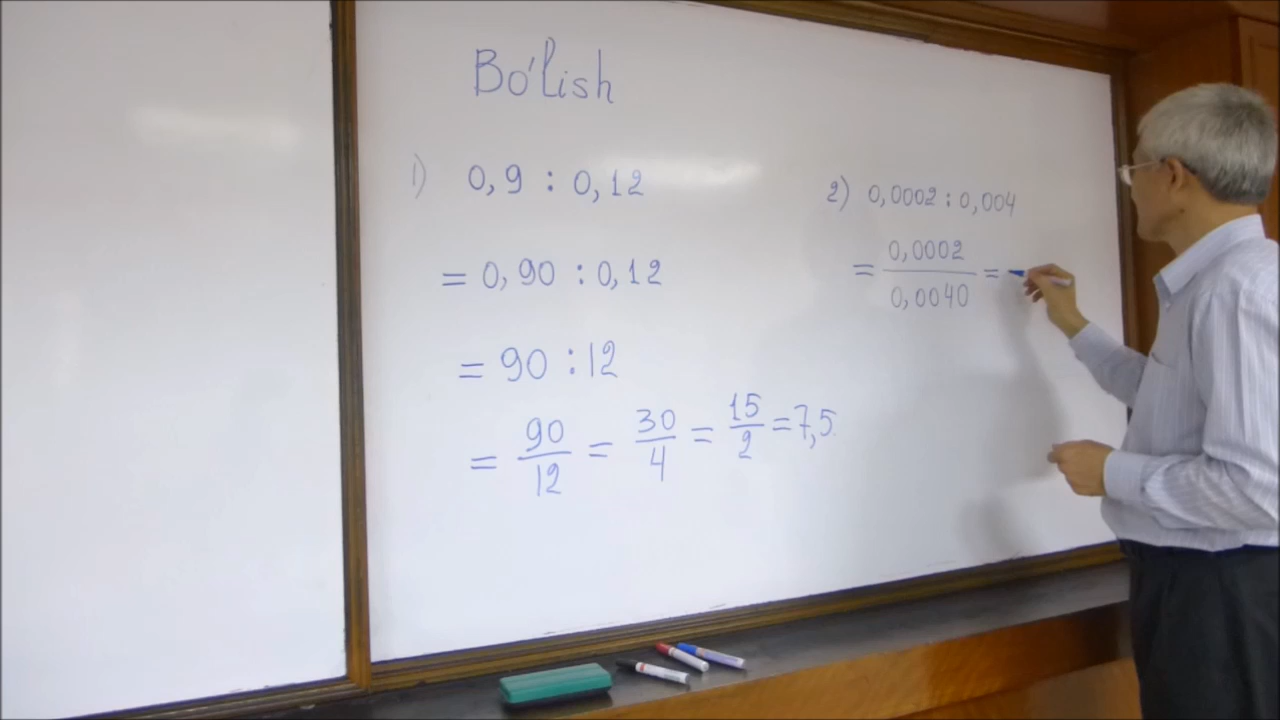 Bo'lish
1) 0,9 : 0,12
= 0,90 : 0,12
= 90 : 12
= 90/12 = 30/4 = 15/2 = 7,5
2) 0,0002 : 0,004
= 0,0002/0,0040 =